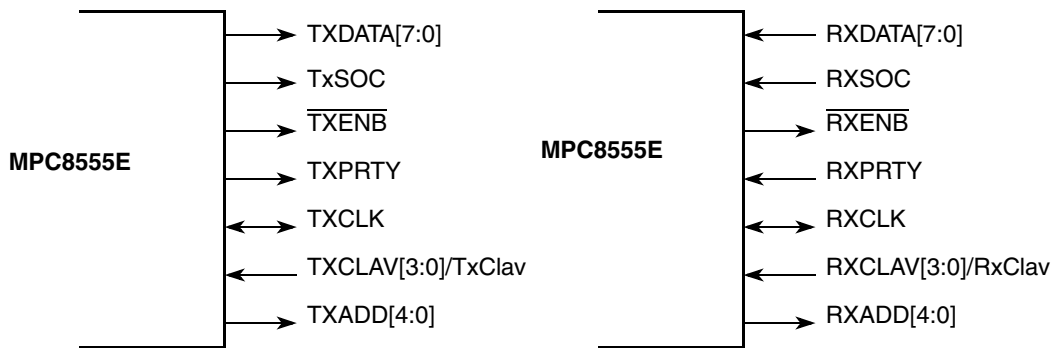 TXDATA[7:0]
TxSOC
TXENB
MPC8555E
TXPRTY
TXCLK
TXCLAV[3:0]/TxClav
TXADD[4:0]
RXDATA[7:0]
RXSOC
RXENB
MPC8555E
RXPRTY
RXCLK
RXCLAV[3:0]/RxClav
RXADD[4:0]